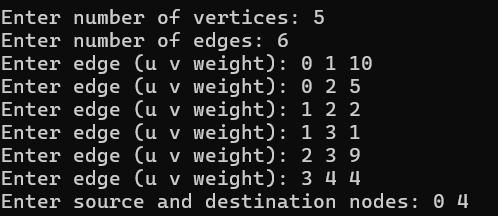 Enter number of vertices: 5
Enter number of edges: 6
Enter edge (u v weight): 0 1 10
Enter edge (u v weight): 0 2 5
Enter edge (u v weight): 1 2 2
Enter edge (u v weight): 1 3 1
Enter edge (u v weight): 2 3 9
Enter edge (u v weight): 3 4 4
Enter source and destination nodes: 0 4